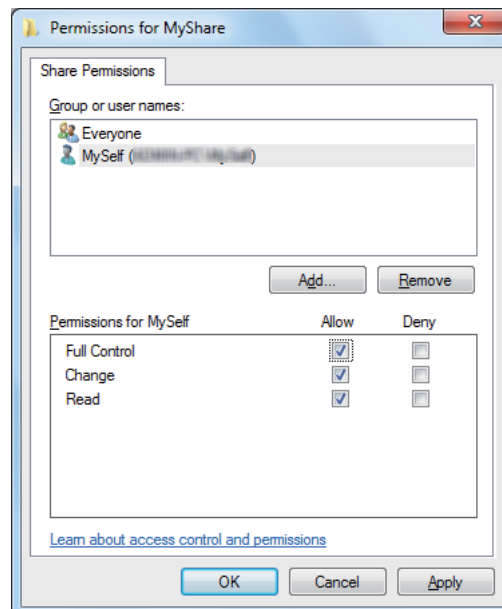 Permissions for MyShare
Share Permissions
Group or user names:
Everyone
MySelf (
Add... Remove
Permissions for MySelf Allow Deny
Full Control
Change
Read
Learn about access control and permissions
OK Cancel Apply